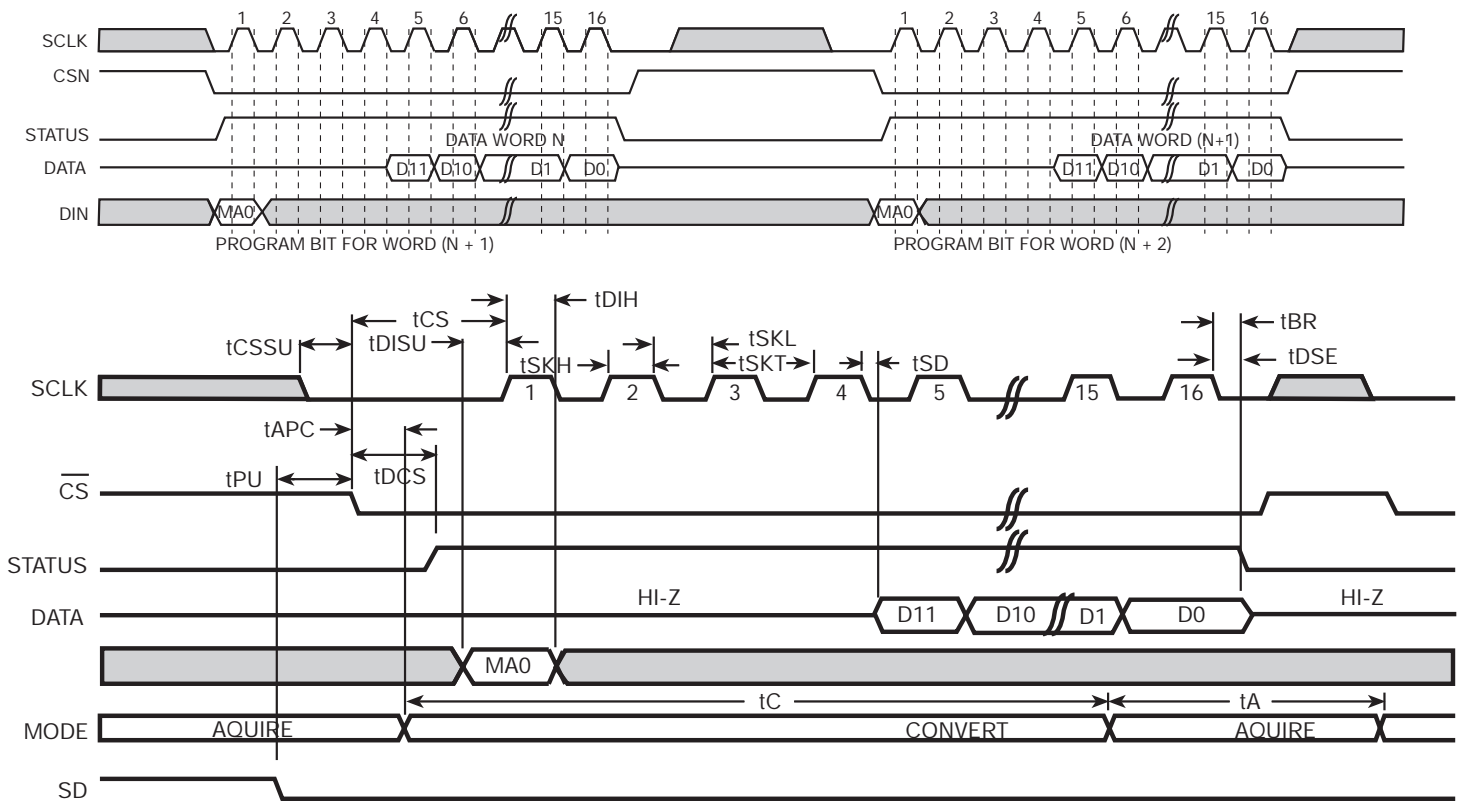 1 2 3 4 5 6 15 16 1 2 3 4 5 6 15 16
SCLK
CSN
STATUS
DATA WORD N DATA WORD (N+1)
DATA D11 D10 D1 D0 D11 D10 D1 D0
DIN MA0 MA0
PROGRAM BIT FOR WORD (N + 1) PROGRAM BIT FOR WORD (N + 2)
tDIH
tCS tBR
tCSSU tDISU tSKL
tSKH tSKT tSD tDSE
SCLK 1 2 3 4 5 15 16
tAPC
tPU tDCS
CS
STATUS
HI-Z HI-Z
DATA D11 D10 D1 D0
MA0
tC tA
MODE AQUIRE CONVERT AQUIRE
SD